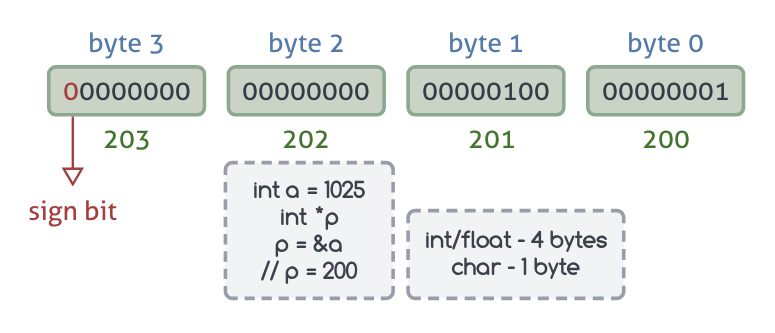 byte 3 byte 2 byte 1 byte 0
00000000 00000000 00000100 00000001
203 202 201 200
sign bit
int a = 1025
int *p
p = &a
// p = 200
int/float - 4 bytes
char - 1 byte